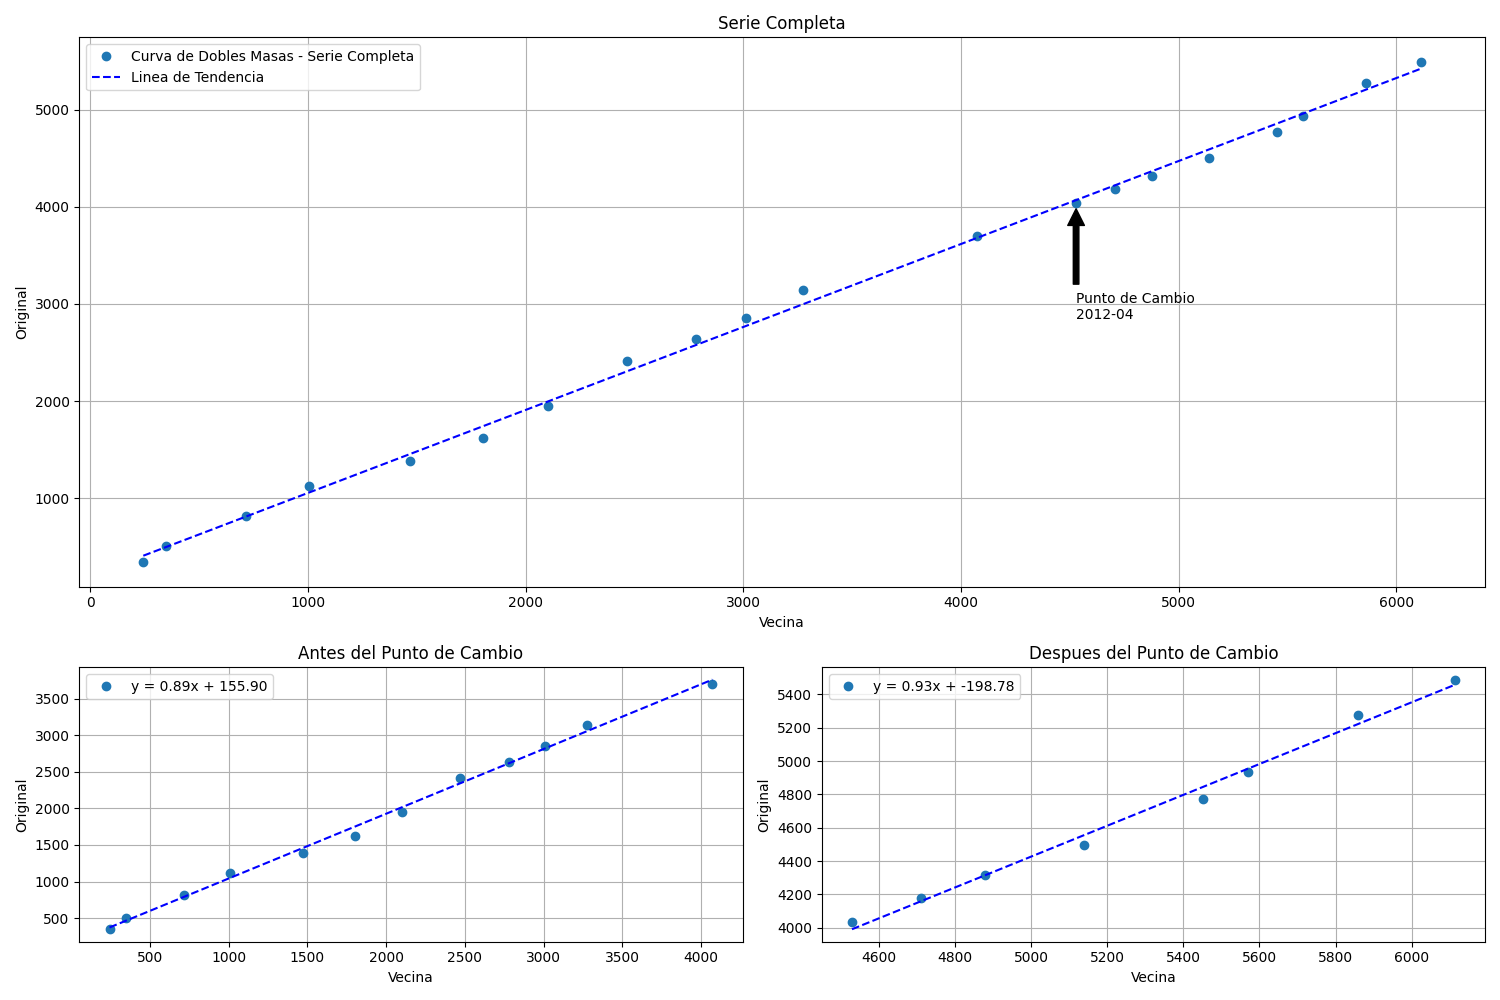 Serie Completa
Curva de Dobles Masas - Serie Completa
Linea de Tendencia
Original
5000
4000
3000
2000
1000
Punto de Cambio
2012-04
0 1000 2000 3000 4000 5000 6000
Vecina
Antes del Punto de Cambio
y = 0.89x + 155.90
Original
3500
3000
2500
2000
1500
1000
500
500 1000 1500 2000 2500 3000 3500 4000
Vecina
Despues del Punto de Cambio
y = 0.93x + -198.78
Original
5400
5200
5000
4800
4600
4400
4200
4000
4600 4800 5000 5200 5400 5600 5800 6000
Vecina